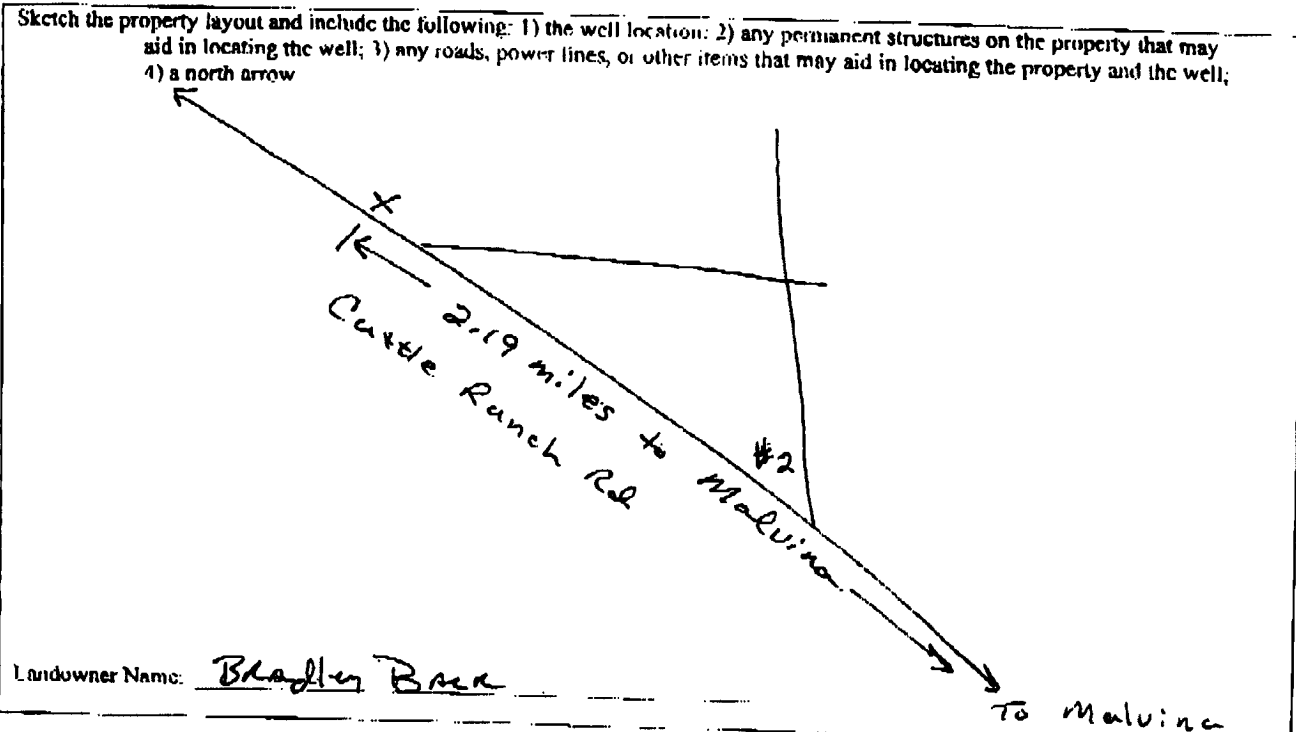 Sketch the property layout and include the following: 1) the well location; 2) any permanent structures on the property that may
aid in locating the well; 3) any roads, power lines, or other items that may aid in locating the property and the well;
4) a north arrow
X
2.19 miles to Malvina
Castle Ranch Rd
#2
Landowner Name: Bradley
To Malvina